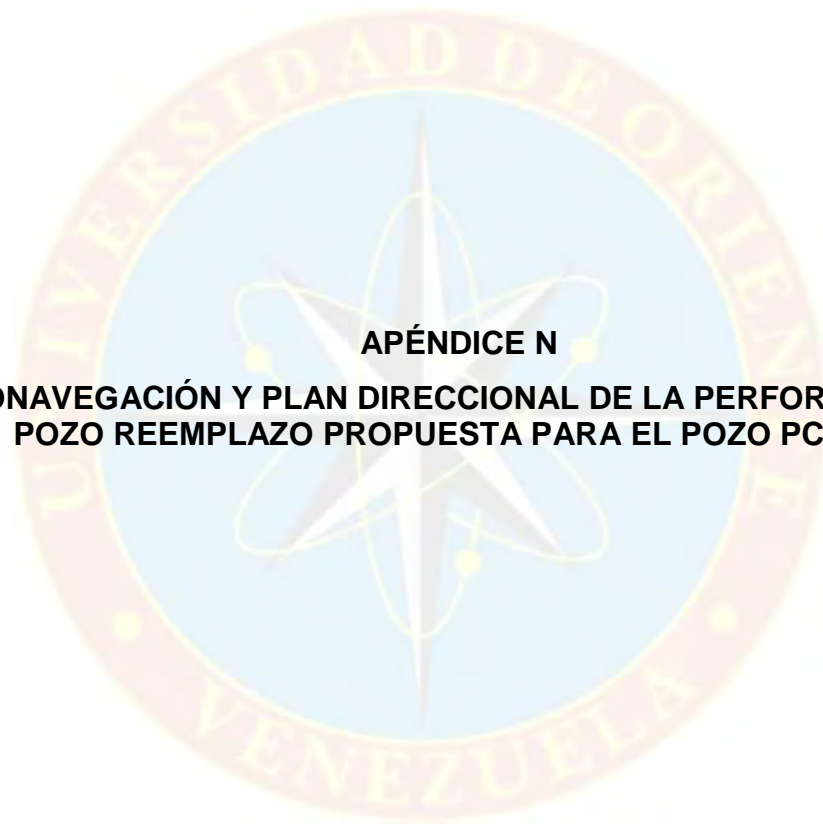 APÉNDICE N
ONAVEGACIÓN Y PLAN DIRECCIONAL DE LA PERFOR
POZO REEMPLAZO PROPUESTA PARA EL POZO PC
UNIVERSIDAD DE ORIENTE
VENEZUELA